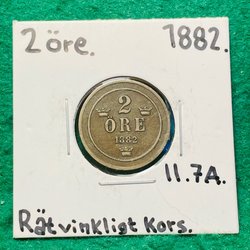 2 öre. 1882.
2
ÖRE
1882
11.7A.
Rätvinkligt Kors.